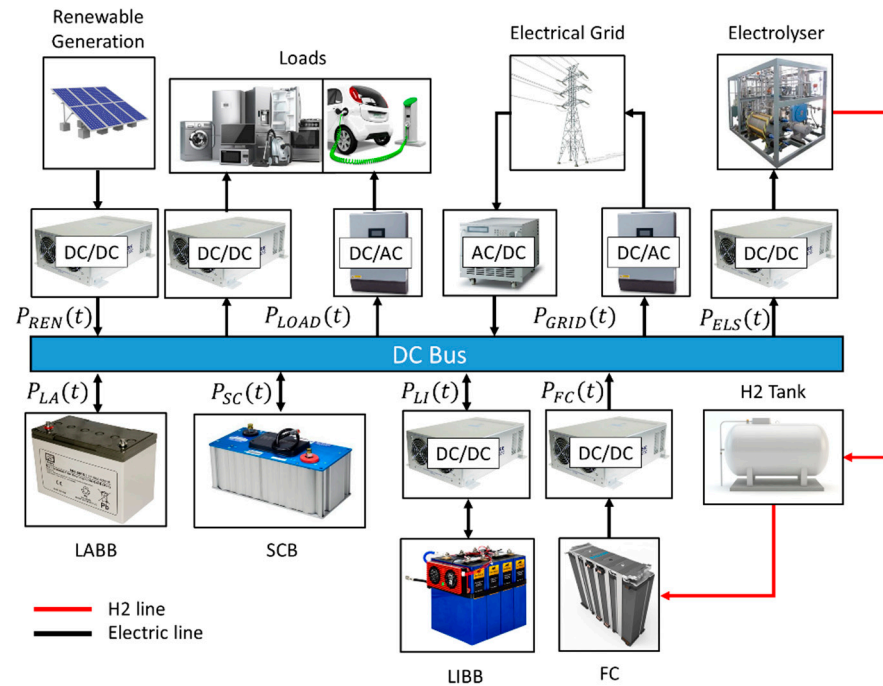 Renewable
Generation
Loads
Electrical Grid
Electrolyser
DC/DC
DC/DC
DC/AC
AC/DC
DC/AC
DC/DC
P_REN(t)
P_LOAD(t)
P_GRID(t)
P_ELS(t)
DC Bus
P_LA(t)
P_SC(t)
P_LI(t)
P_FC(t)
H2 Tank
DC/DC
DC/DC
Pb
LABB
SCB
H2 line
Electric line
LIBB
FC